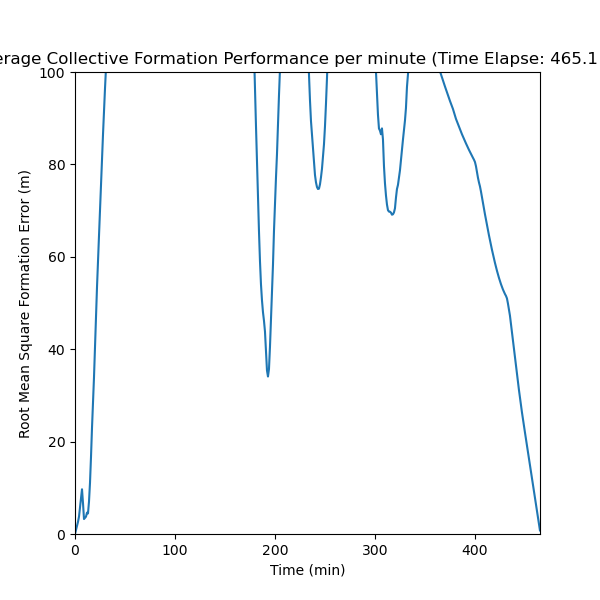 erage Collective Formation Performance per minute (Time Elapse: 465.1
100
80
60
40
20
0
Root Mean Square Formation Error (m)
0 100 200 300 400
Time (min)